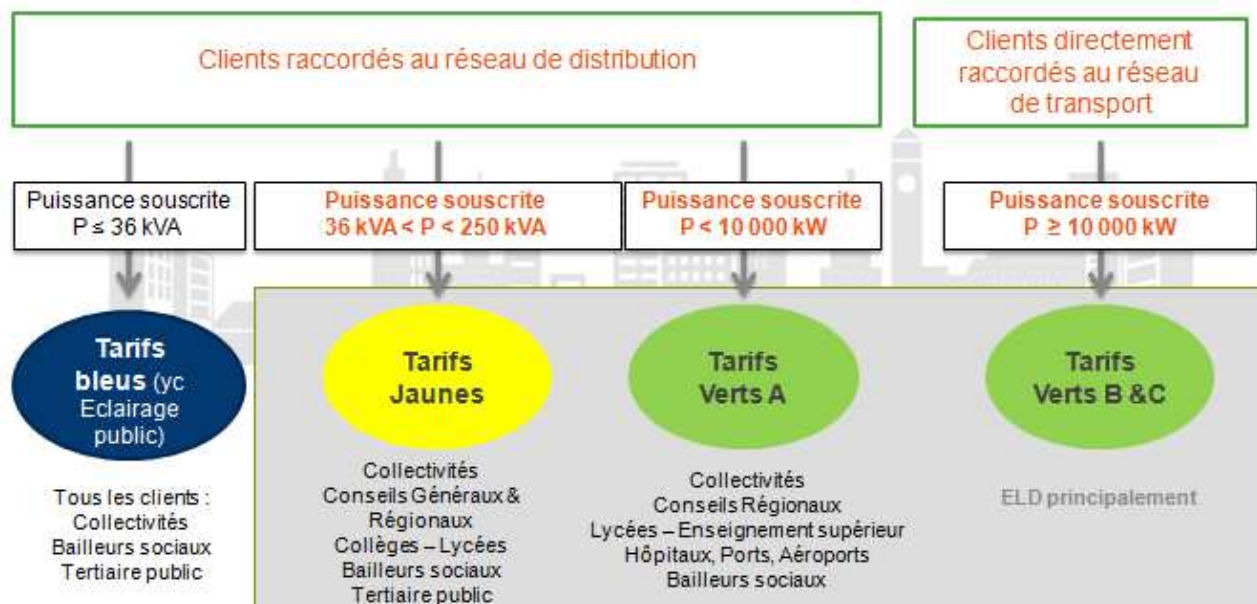 Clients raccordés au réseau de distribution
Clients directement
raccordés au réseau
de transport
Puissance souscrite
P ≤ 36 kVA
Puissance souscrite
36 kVA < P < 250 kVA
Puissance souscrite
P < 10 000 kW
Puissance souscrite
P ≥ 10 000 kW
Tarifs
bleus (yc
Eclairage
public)
Tarifs
Jaunes
Tarifs
Verts A
Tarifs
Verts B &C
Tous les clients :
Collectivités
Bailleurs sociaux
Tertiaire public
Collectivités
Conseils Généraux &
Régionaux
Collèges – Lycées
Bailleurs sociaux
Tertiaire public
Collectivités
Conseils Régionaux
Lycées – Enseignement supérieur
Hôpitaux, Ports, Aéroports
Bailleurs sociaux
ELD principalement